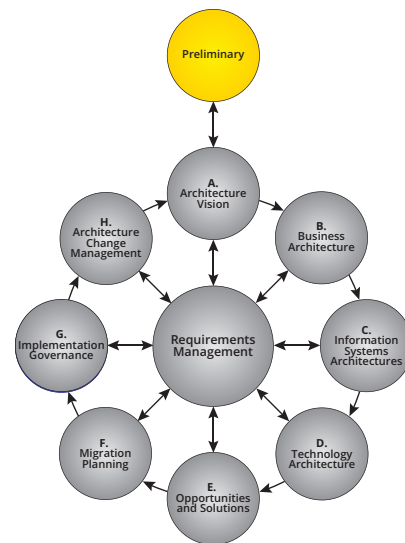 Preliminary
A.
Architecture
Vision
H.
Architecture
Change
Management
B.
Business
Architecture
G.
Implementation
Governance
Requirements
Management
C.
Information
Systems
Architectures
F.
Migration
Planning
D.
Technology
Architecture
E.
Opportunities
and Solutions